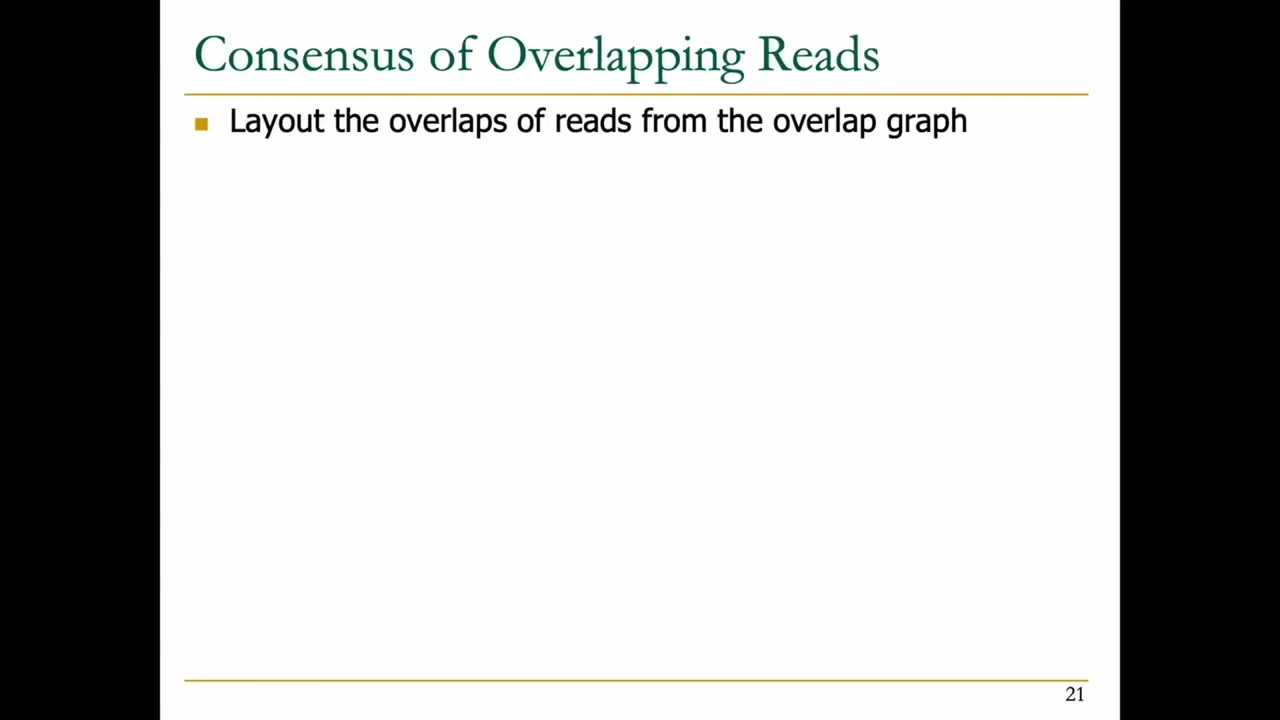 Consensus of Overlapping Reads
Layout the overlaps of reads from the overlap graph
21